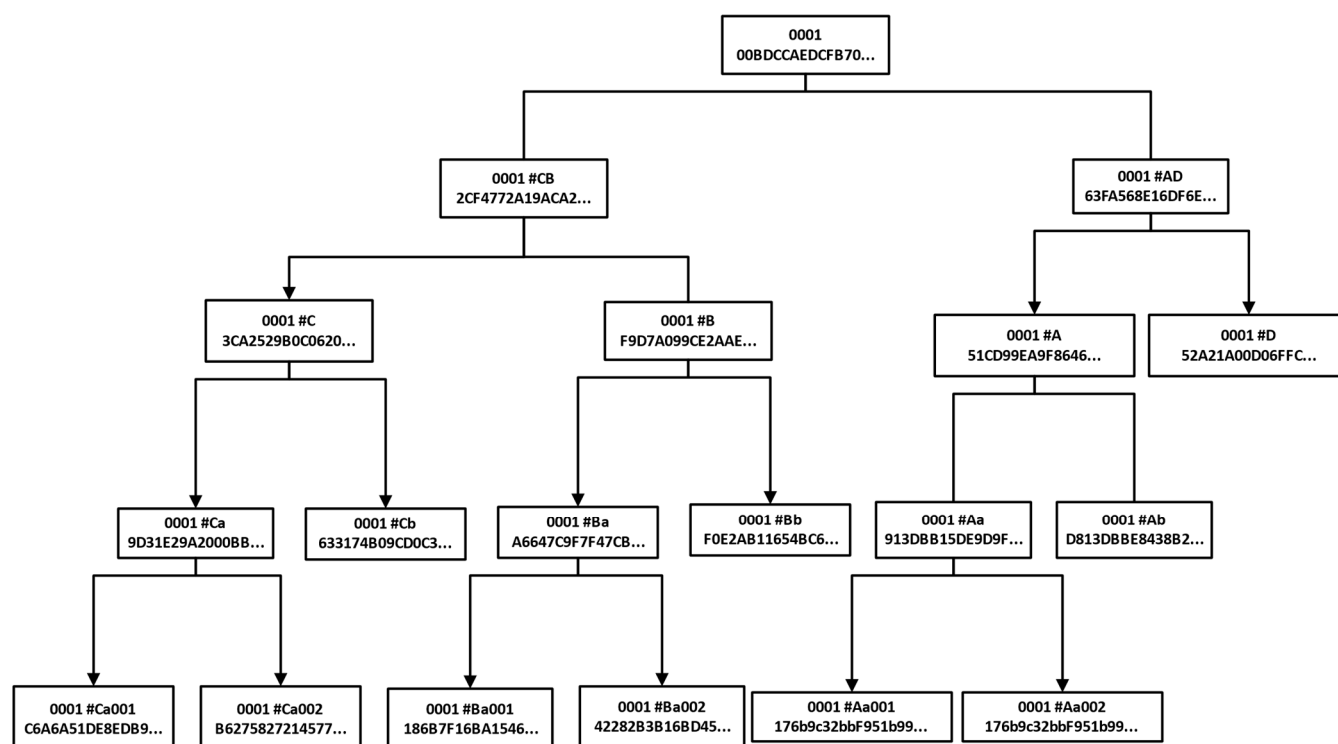 0001
00BDCCAEDCFB70...
0001 #CB
2CF4772A19ACA2...
0001 #AD
63FA568E16DF6E...
0001 #C
3CA2529B0C0620...
0001 #B
F9D7A099CE2AAE...
0001 #A
51CD99EA9F8646...
0001 #D
52A21A00D06FFC...
0001 #Ca
9D31E29A2000BB...
0001 #Cb
633174B09CD0C3...
0001 #Ba
A6647C9F7F47CB...
0001 #Bb
F0E2AB11654BC6...
0001 #Aa
913DBB15DE9D9F...
0001 #Ab
D813DBBE8438B2...
0001 #Ca001
C6A6A51DE8EDB9...
0001 #Ca002
B6275827214577...
0001 #Ba001
186B7F16BA1546...
0001 #Ba002
42282B3B16BD45...
0001 #Aa001
176b9c32bbF951b99...
0001 #Aa002
176b9c32bbF951b99...